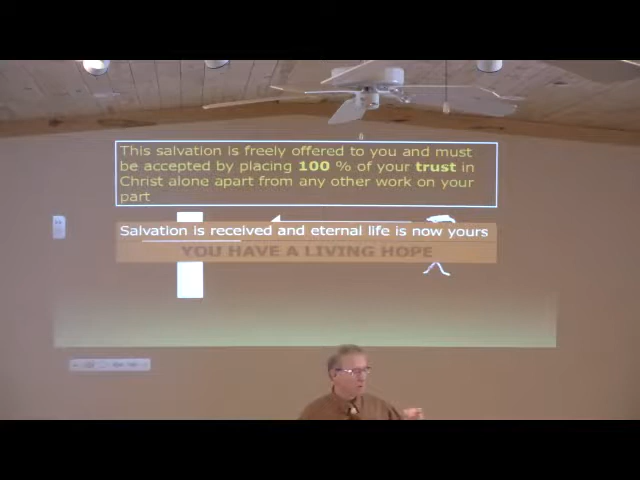 This salvation is freely offered to you and must
be accepted by placing 100 % of your trust in
Christ alone apart from any other work on your
part
Salvation is received and eternal life is now yours
YOU HAVE A LIVING HOPE